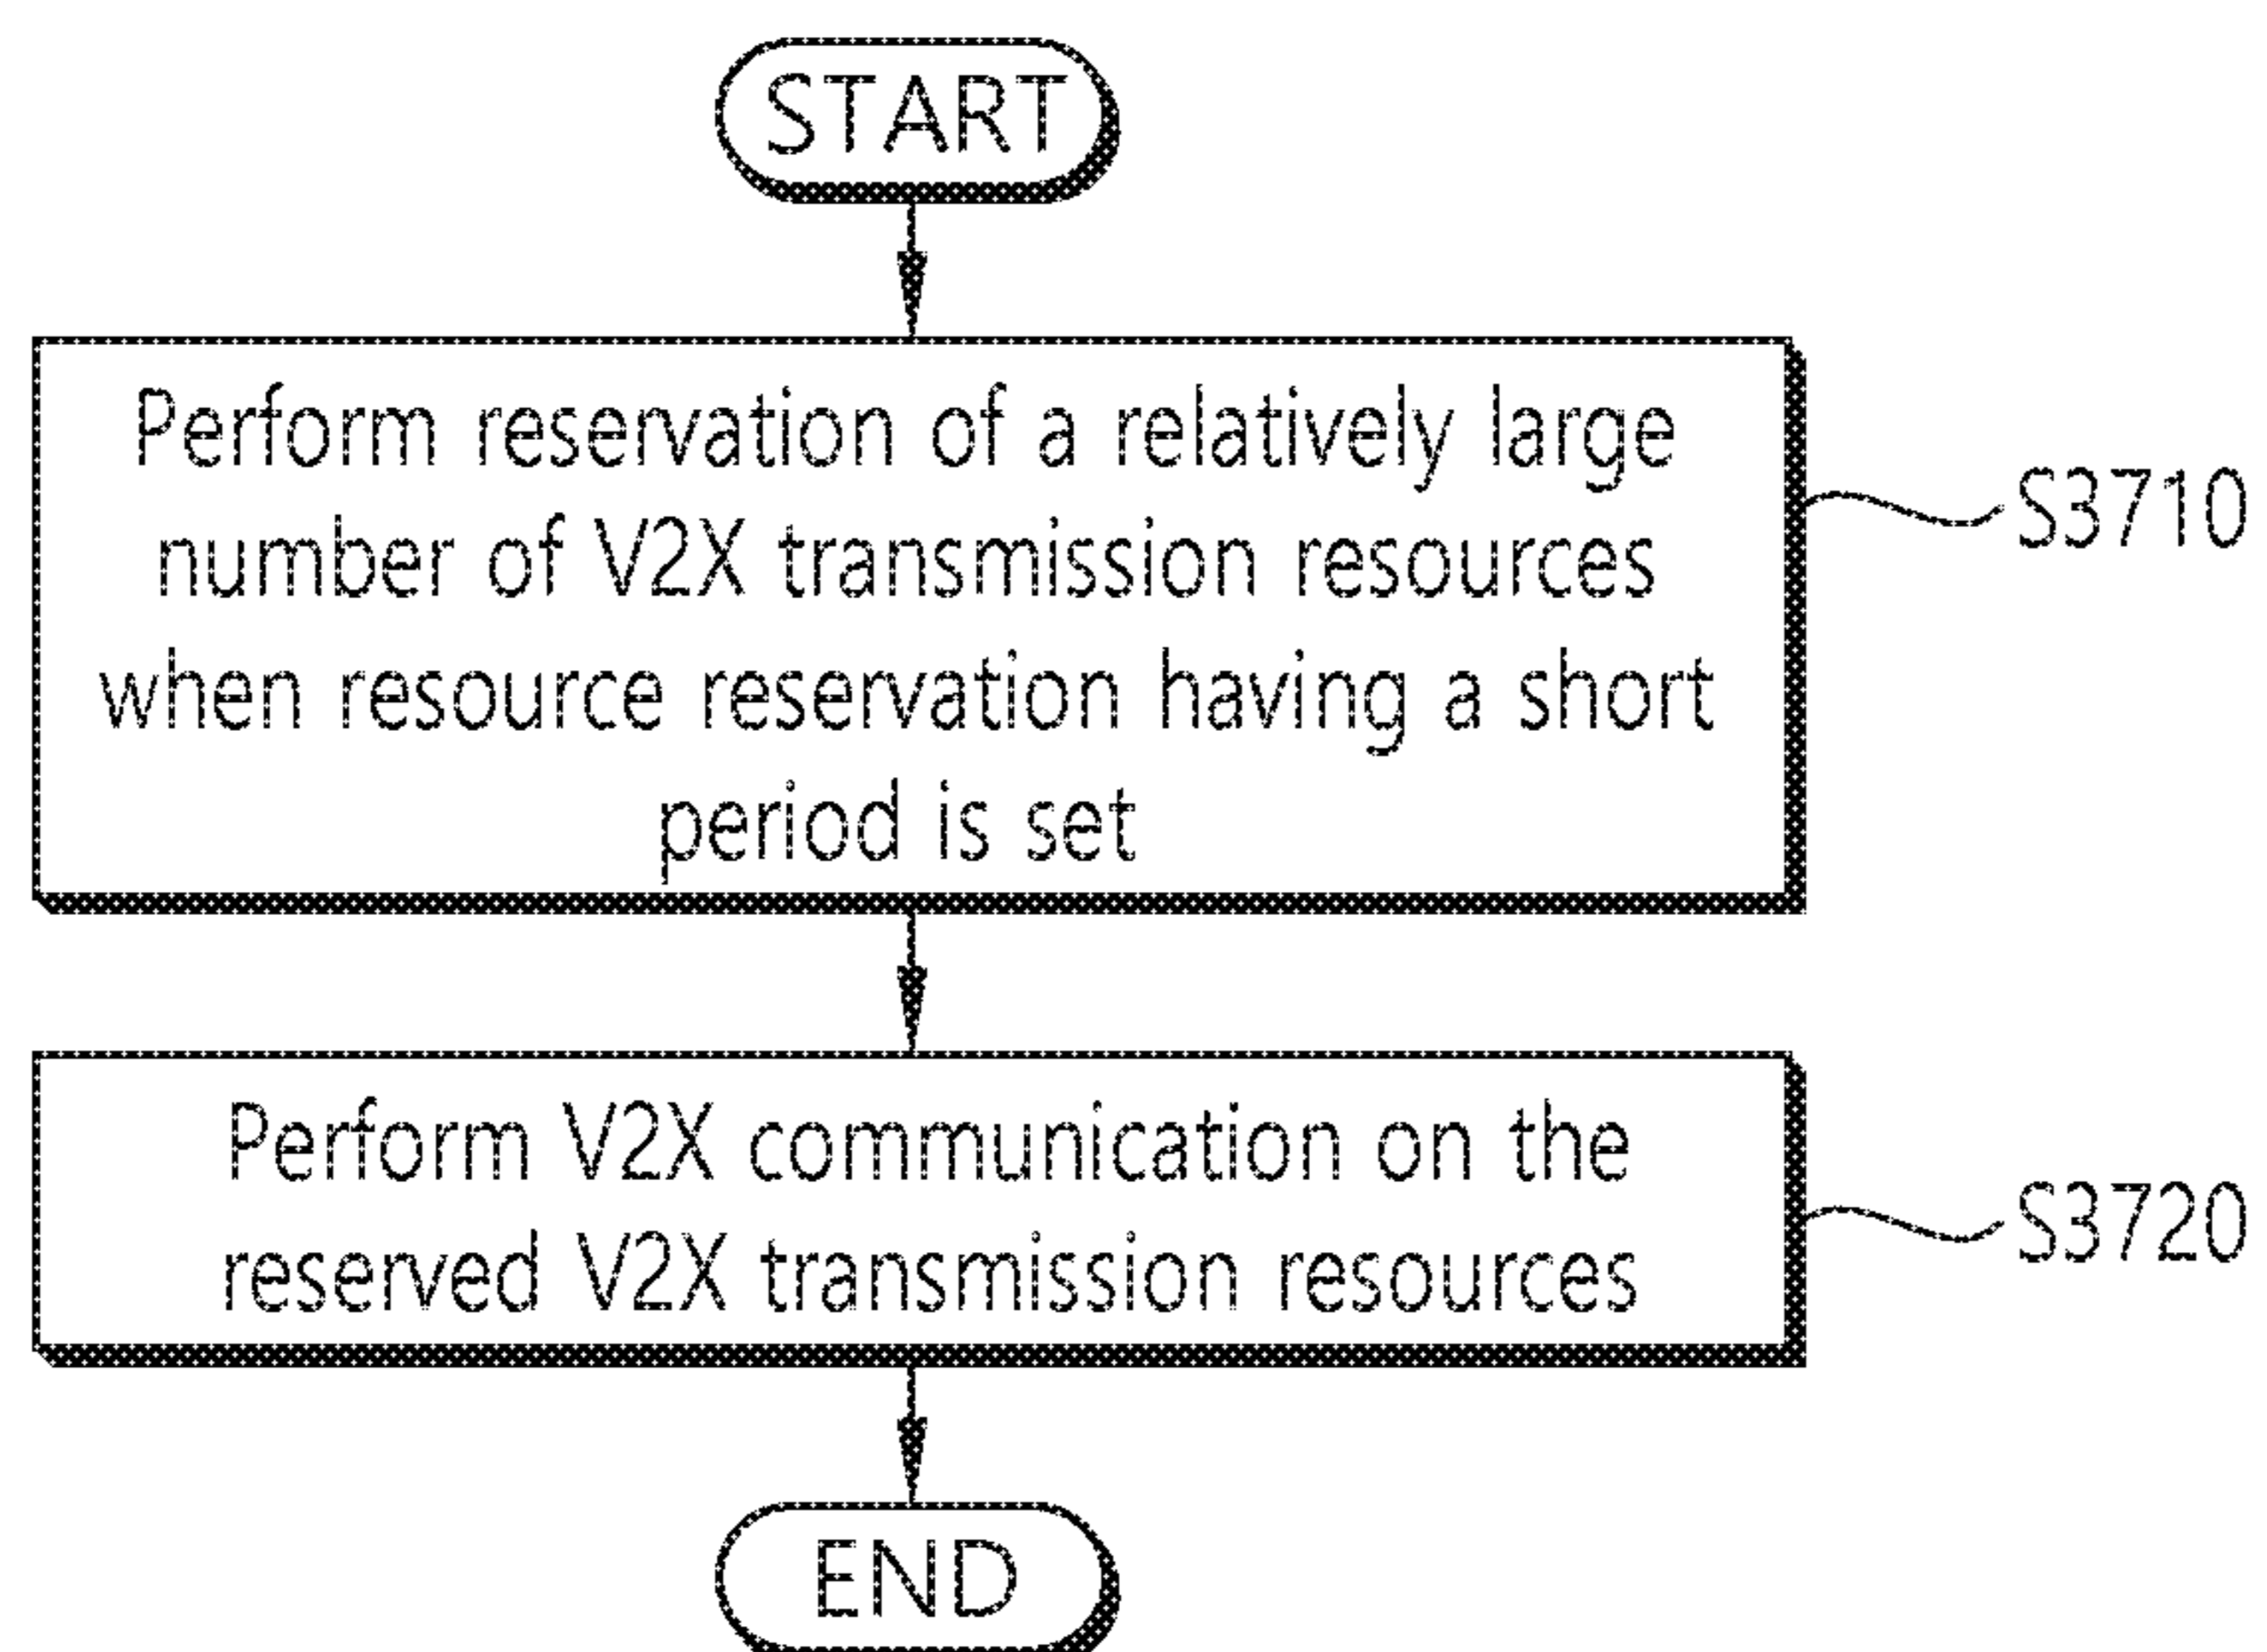 START
Perform reservation of a relatively large
number of V2X transmission resources
when resource reservation having a short
period is set
S3710
Perform V2X communication on the
reserved V2X transmission resources
S3720
END